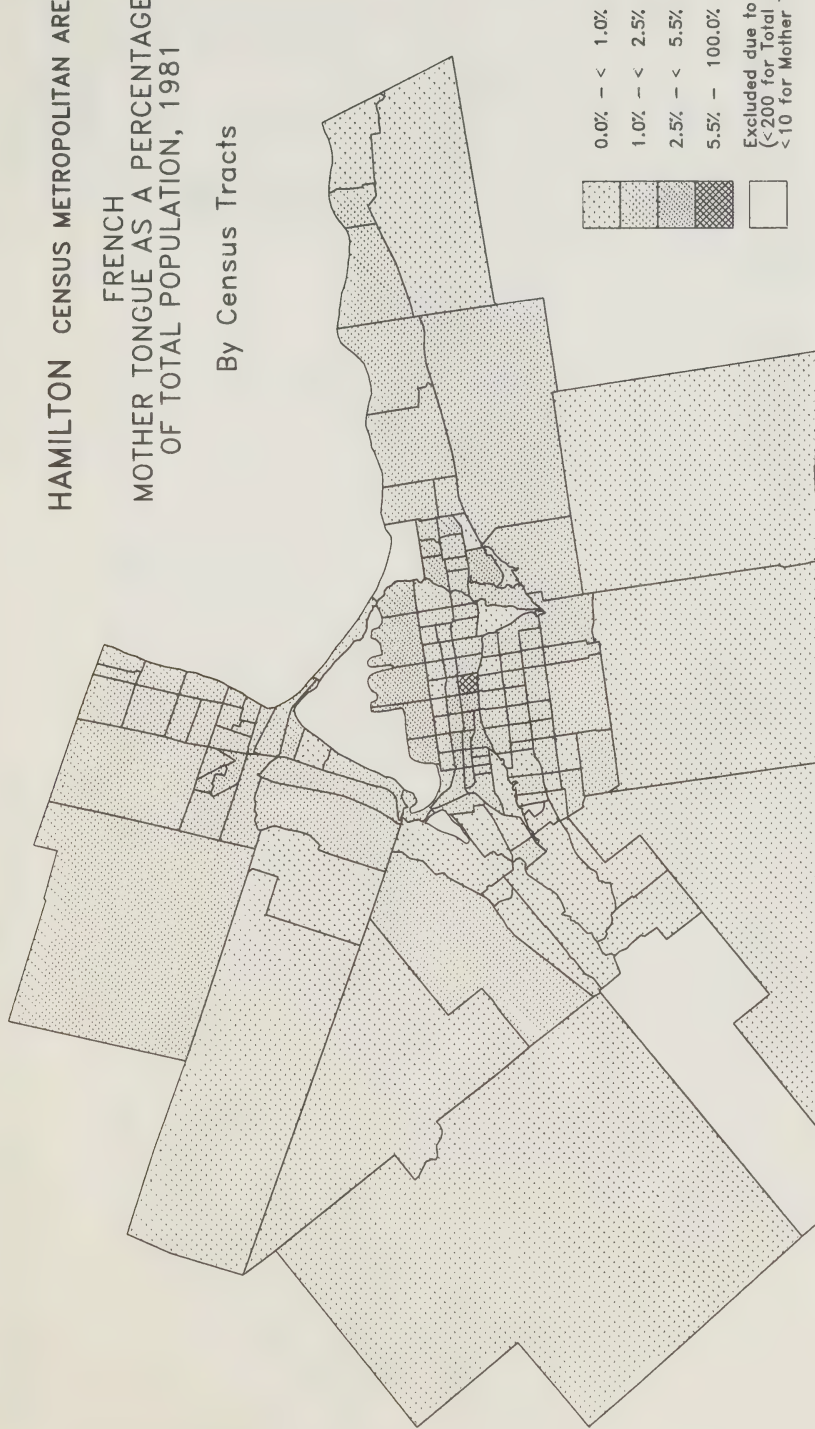 HAMILTON CENSUS METROPOLITAN ARE
FRENCH
MOTHER TONGUE AS A PERCENTAGE
OF TOTAL POPULATION, 1981
By Census Tracts
0.0% - < 1.0%
1.0% - < 2.5%
2.5% - < 5.5%
5.5% - 100.0%
Excluded due to
(<200 for Total
<10 for Mother